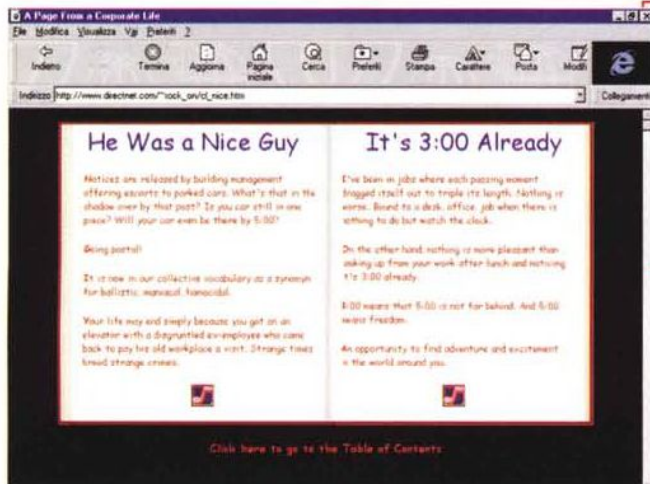 A Page From a Corporate Life
File Modifica Visualizza Vai Preferiti ?
Indietro Termina Aggiorna Pagina iniziale Cerca Preferiti Stampa Carattere Posta Modifi
Indirizzo http://www.directnet.com/~rock_on/cl_nice.htm Collegamenti
He Was a Nice Guy
Notices are released by building management
offering escorts to parked cars. What's that in the
shadow over by that post? Is you car still in one
piece? Will your car even be there by 5:00?
Going postal!
It is now in our collective vocabulary as a synonym
for ballistic, maniacal, homocidal.
Your life may end simply because you got on an
elevator with a disgruntled ex-employee who came
back to pay his old workplace a visit. Strange times
breed strange crimes.
It's 3:00 Already
I've been in jobs where each passing moment
dragged itself out to triple its length. Nothing is
worse. Bound to a desk, office, job when there is
nothing to do but watch the clock.
On the other hand, nothing is more pleasant than
waking up from your work after lunch and noticing
it's 3:00 already.
3:00 means that 5:00 is not far behind. And 5:00
means freedom.
An opportunity to find adventure and excitement
in the world around you.
Click here to go to the Table of Contents